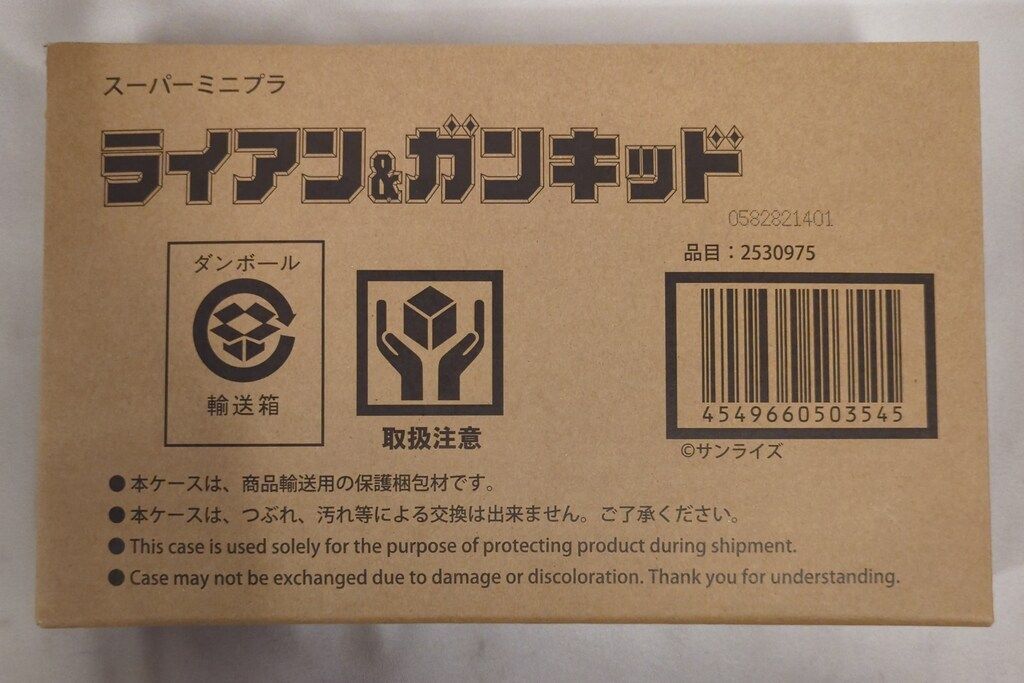 スーパーミニプラ
ライアン&ガンキッド
0582821401
品目：2530975
ダンボール
輸送箱
取扱注意
4549660503545
©サンライズ
●本ケースは、商品輸送用の保護梱包材です。
●本ケースは、つぶれ、汚れ等による交換は出来ません。ご了承ください。
●This case is used solely for the purpose of protecting product during shipment.
●Case may not be exchanged due to damage or discoloration. Thank you for understanding.